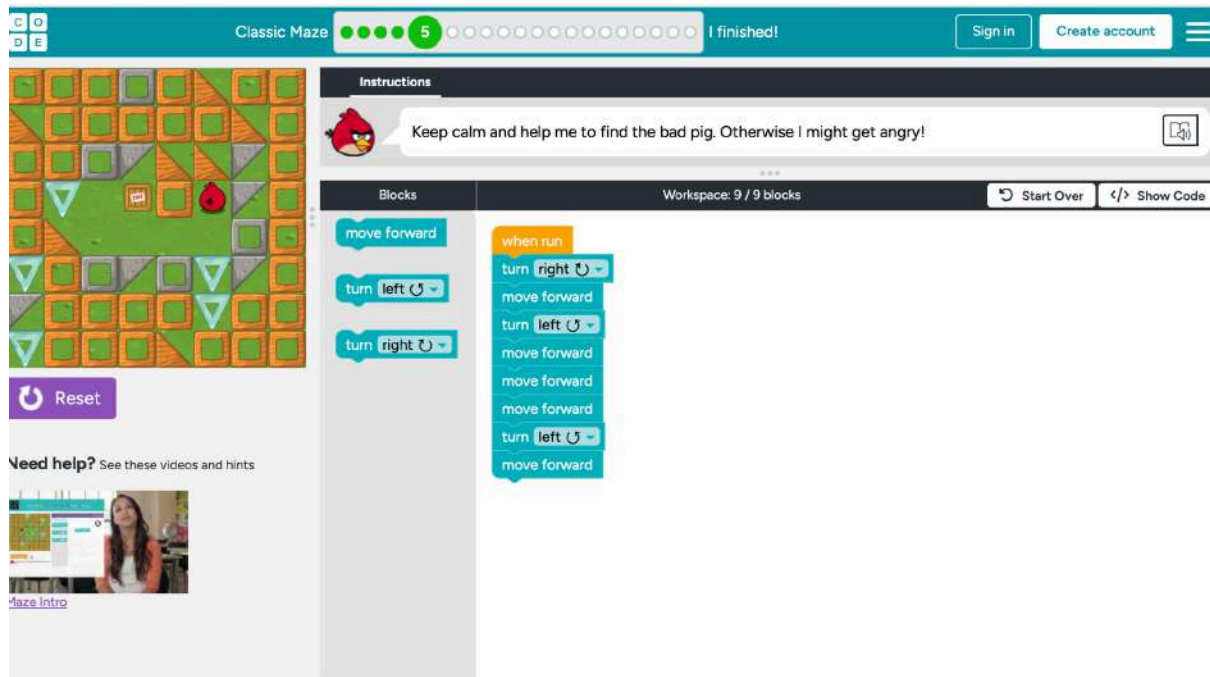 C O
D E
Classic Maze
5
I finished!
Sign in
Create account
Instructions
Keep calm and help me to find the bad pig. Otherwise I might get angry!
Blocks
Workspace: 9 / 9 blocks
Start Over
</> Show Code
move forward
turn left
turn right
when run
turn right
move forward
turn left
move forward
move forward
move forward
turn left
move forward
TNT
Reset
Need help? See these videos and hints
Maze Intro